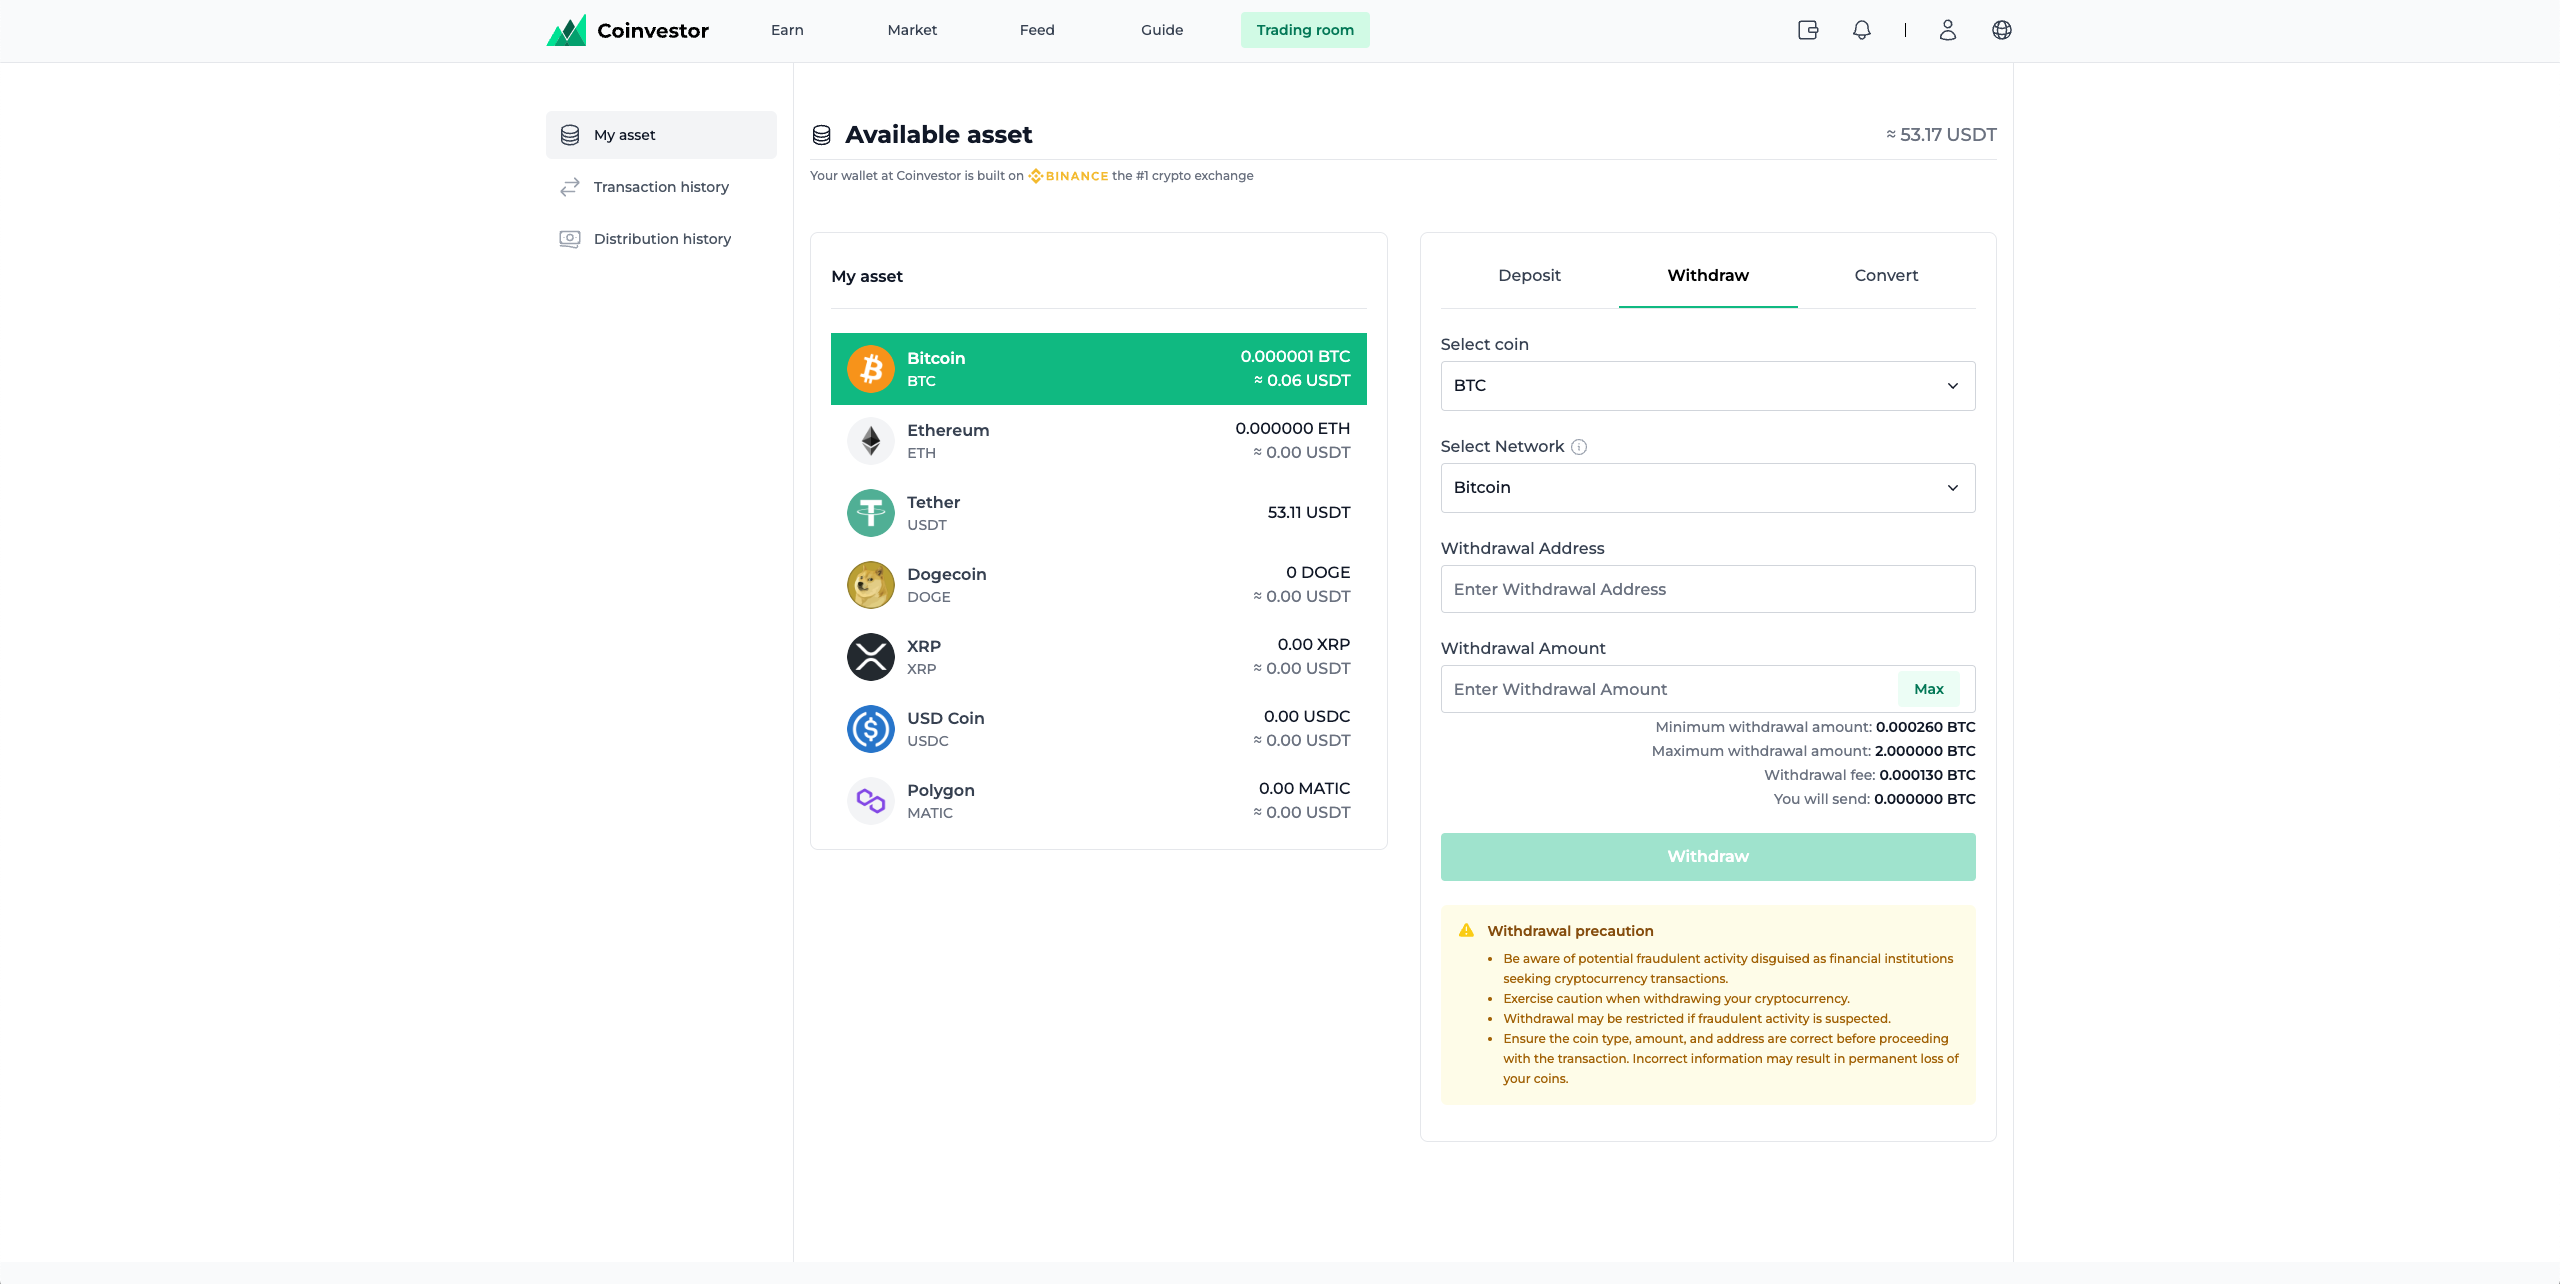 Coinvestor
Earn
Market
Feed
Guide
Trading room
My asset
Transaction history
Distribution history
Available asset
≈ 53.17 USDT
Your wallet at Coinvestor is built on BINANCE the #1 crypto exchange
My asset
Bitcoin
BTC
0.000001 BTC
≈ 0.06 USDT
Ethereum
ETH
0.000000 ETH
≈ 0.00 USDT
Tether
USDT
53.11 USDT
Dogecoin
DOGE
0 DOGE
≈ 0.00 USDT
XRP
XRP
0.00 XRP
≈ 0.00 USDT
USD Coin
USDC
0.00 USDC
≈ 0.00 USDT
Polygon
MATIC
0.00 MATIC
≈ 0.00 USDT
Deposit
Withdraw
Convert
Select coin
BTC
Select Network
Bitcoin
Withdrawal Address
Enter Withdrawal Address
Withdrawal Amount
Enter Withdrawal Amount
Max
Minimum withdrawal amount: 0.000260 BTC
Maximum withdrawal amount: 2.000000 BTC
Withdrawal fee: 0.000130 BTC
You will send: 0.000000 BTC
Withdraw
Withdrawal precaution
• Be aware of potential fraudulent activity disguised as financial institutions
seeking cryptocurrency transactions.
• Exercise caution when withdrawing your cryptocurrency.
• Withdrawal may be restricted if fraudulent activity is suspected.
• Ensure the coin type, amount, and address are correct before proceeding
with the transaction. Incorrect information may result in permanent loss of
your coins.